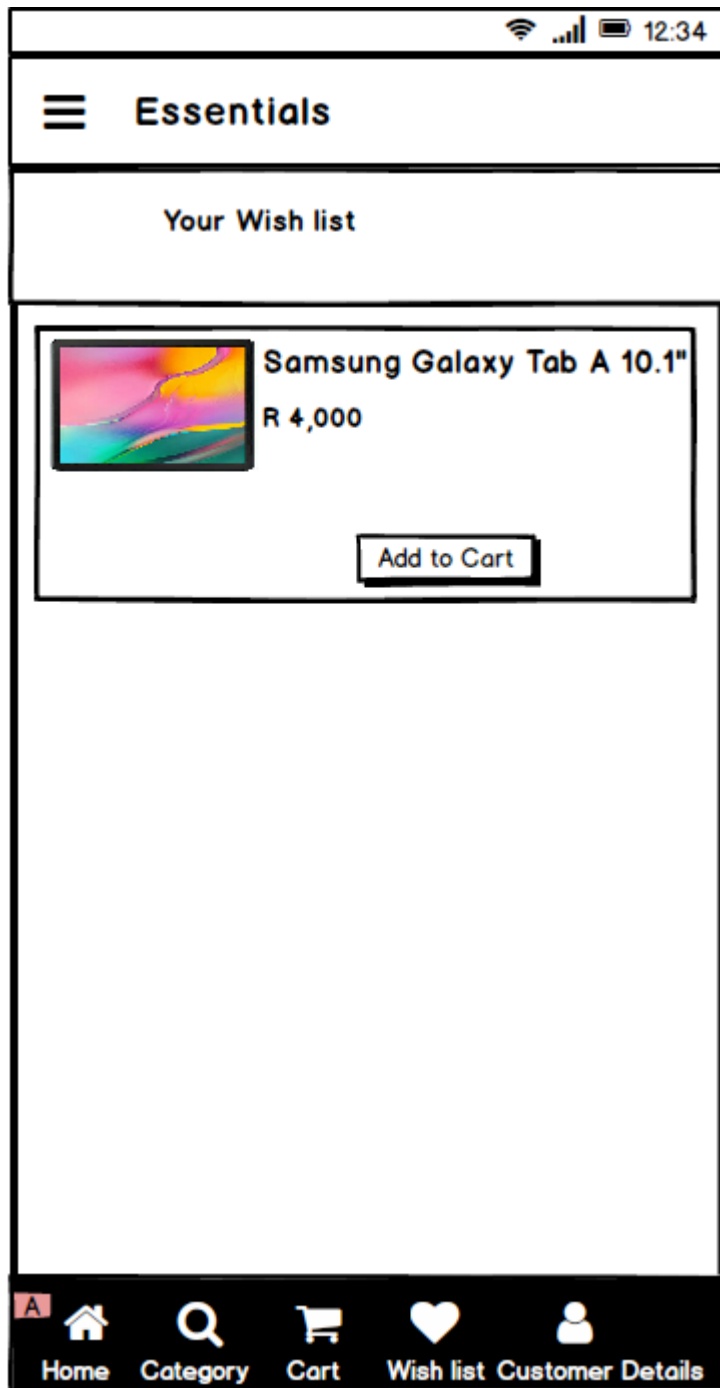 12:34
Essentials
Your Wish list
Samsung Galaxy Tab A 10.1"
R 4,000
Add to Cart
A
Home Category Cart Wish list Customer Details